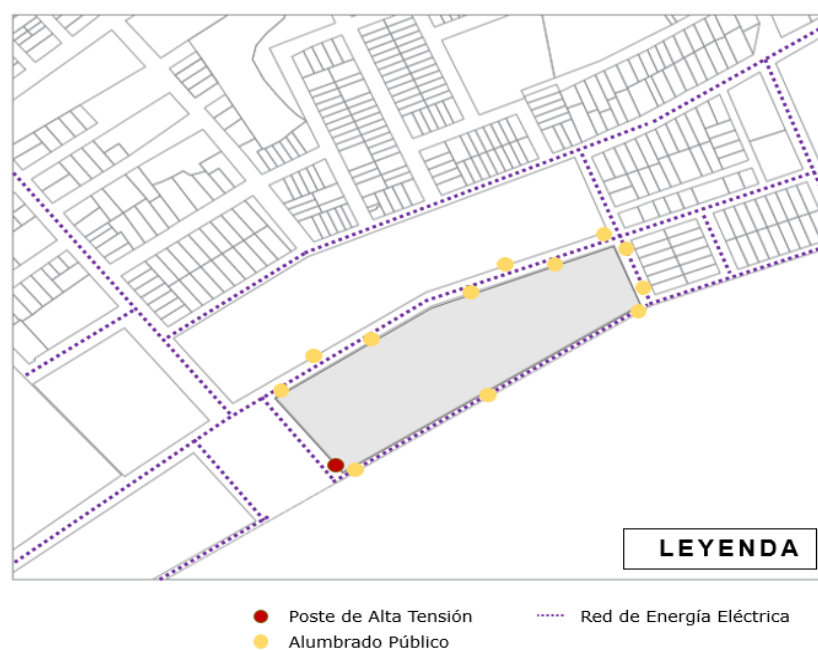 LEYENDA
Poste de Alta Tensión
Red de Energía Eléctrica
Alumbrado Público